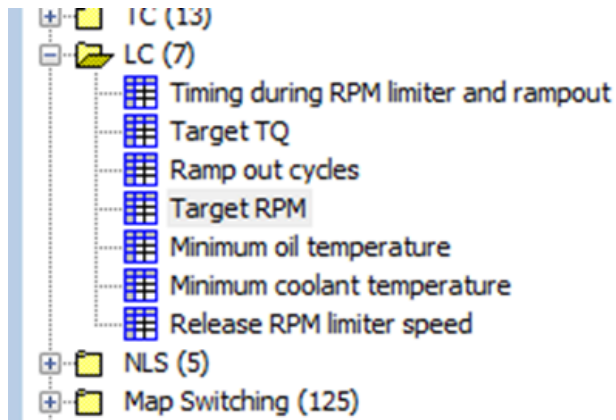 TC (13)
LC (7)
Timing during RPM limiter and rampout
Target TQ
Ramp out cycles
Target RPM
Minimum oil temperature
Minimum coolant temperature
Release RPM limiter speed
NLS (5)
Map Switching (125)